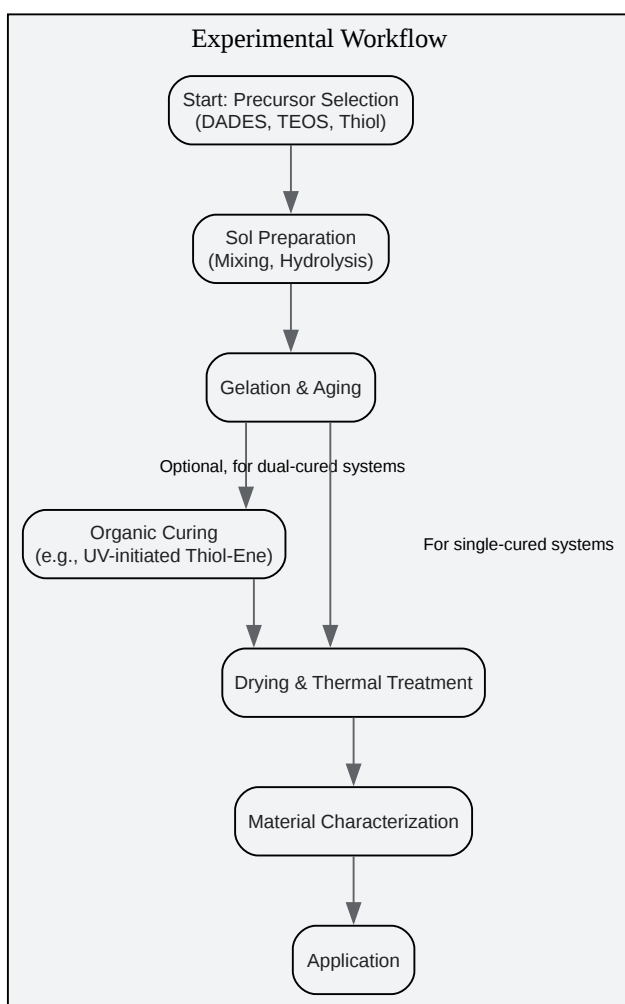 Experimental Workflow
Start: Precursor Selection
(DADES, TEOS, Thiol)
Sol Preparation
(Mixing, Hydrolysis)
Gelation & Aging
Optional, for dual-cured systems
Organic Curing
(e.g., UV-initiated Thiol-Ene)
For single-cured systems
Drying & Thermal Treatment
Material Characterization
Application